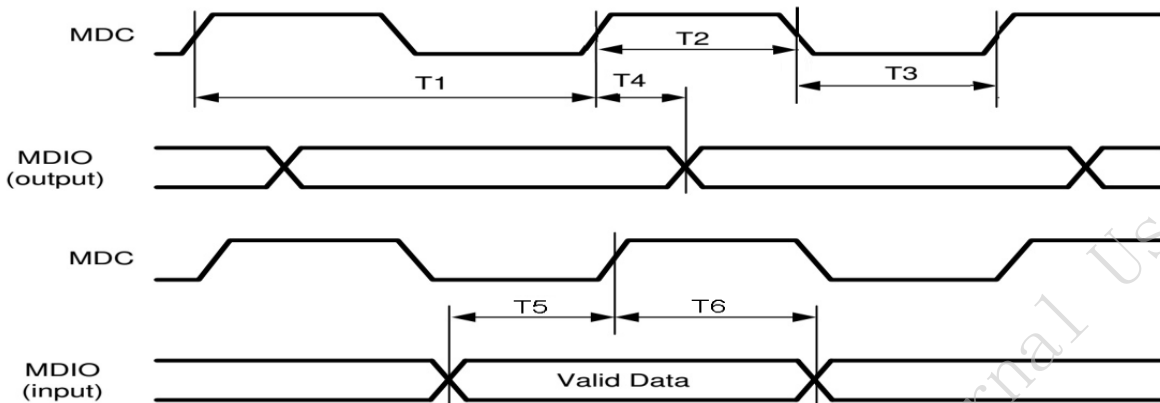 MDC
T2
T3
T1
T4
MDIO
(output)
MDC
T5
T6
MDIO
(input)
Valid Data